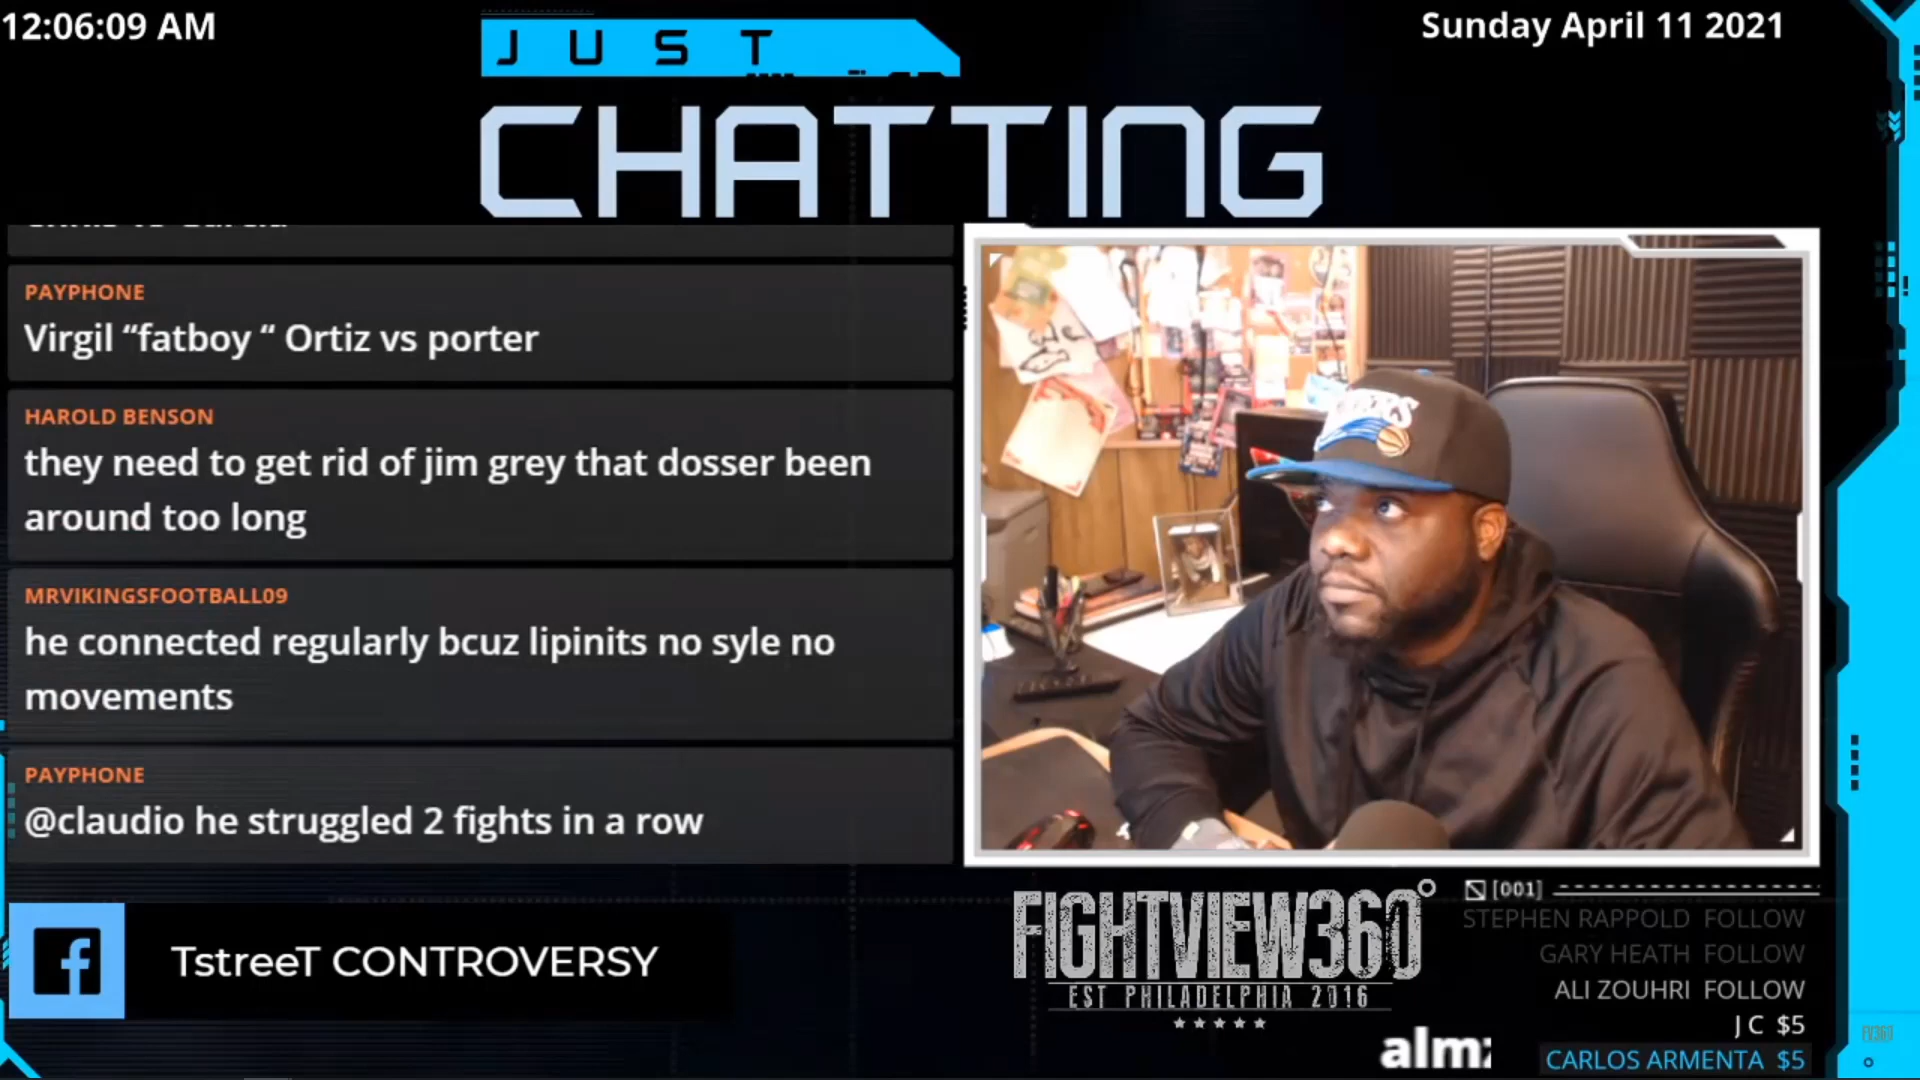 12:06:09 AM
JUST
Sunday April 11 2021
CHATTING
PAYPHONE
Virgil “fatboy “ Ortiz vs porter
HAROLD BENSON
they need to get rid of jim grey that dosser been
around too long
MRVIKINGSFOOTBALL09
he connected regularly bcuz lipinits no syle no
movements
PAYPHONE
@claudio he struggled 2 fights in a row
TstreeT CONTROVERSY
FIGHTVIEW360°
EST PHILADELPHIA 2016
[001]
STEPHEN RAPPOLD FOLLOW
GARY HEATH FOLLOW
ALI ZOUHRI FOLLOW
J C $5
CARLOS ARMENTA $5
FV360